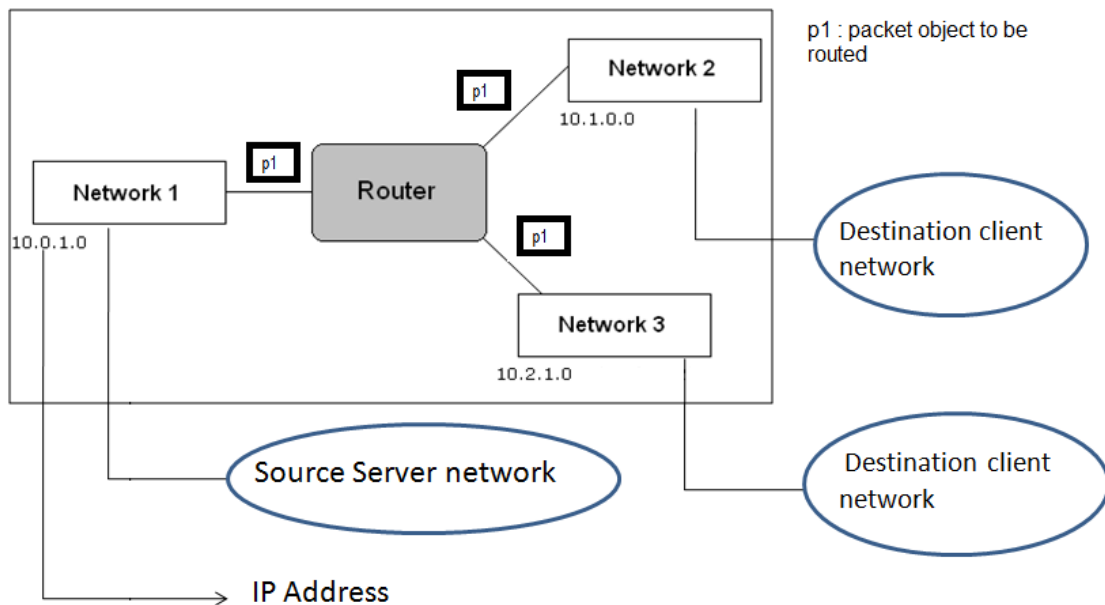 p1 : packet object to be
routed
Network 2
p1
10.1.0.0
p1
Router
Network 1
10.0.1.0
p1
Destination client
network
Network 3
10.2.1.0
Source Server network
Destination client
network
IP Address